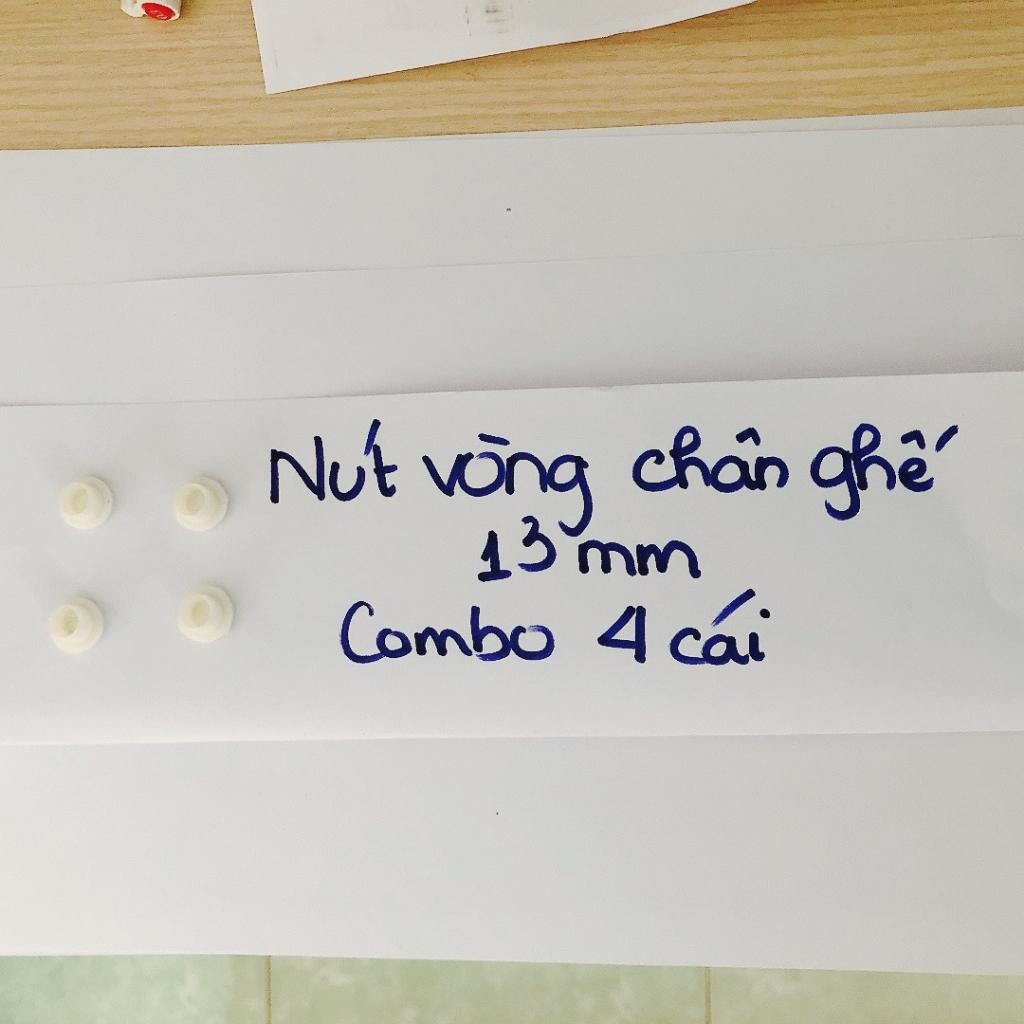 Nút vòng chân ghế
13 mm
Combo 4 cái